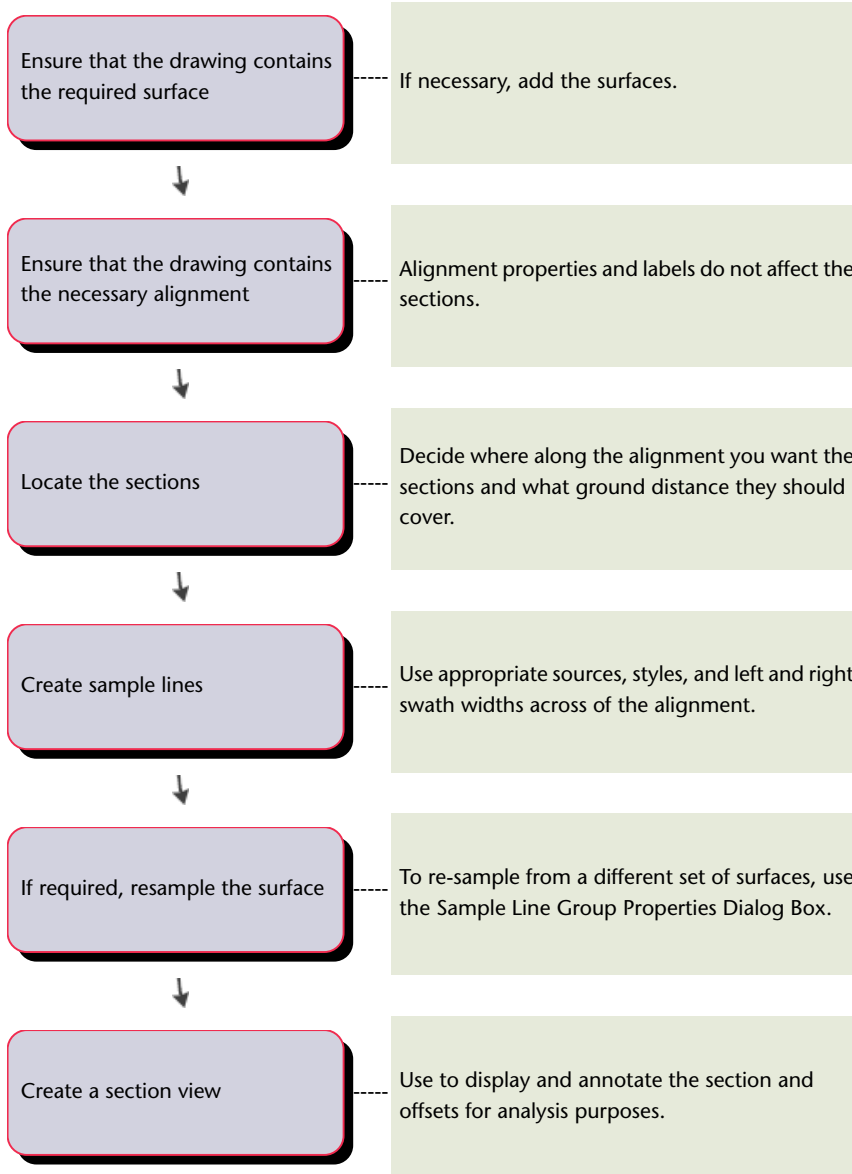 Ensure that the drawing contains
the required surface
If necessary, add the surfaces.
Ensure that the drawing contains
the necessary alignment
Alignment properties and labels do not affect the
sections.
Locate the sections
Decide where along the alignment you want the
sections and what ground distance they should
cover.
Create sample lines
Use appropriate sources, styles, and left and right
swath widths across of the alignment.
If required, resample the surface
To re-sample from a different set of surfaces, use
the Sample Line Group Properties Dialog Box.
Create a section view
Use to display and annotate the section and
offsets for analysis purposes.